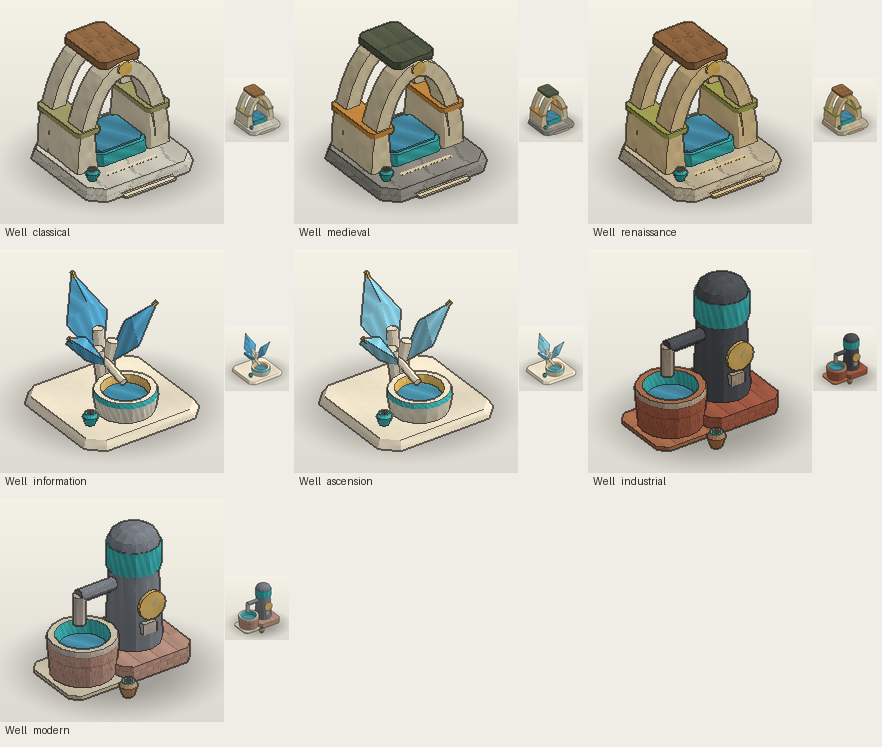 Well classical
Well medieval
Well renaissance
Well information
Well ascension
Well industrial
Well modern